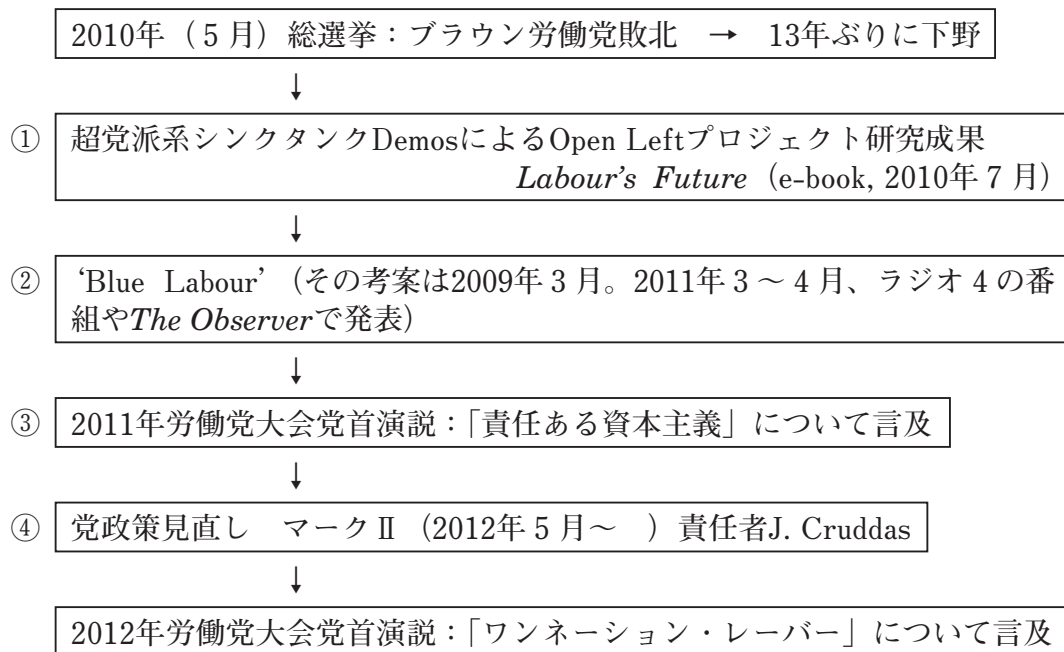 2010年(5月)総選挙:ブラウン労働党敗北 → 13年ぶりに下野
↓
① 超党派系シンクタンクDemosによるOpen Leftプロジェクト研究成果
Labour's Future(e-book, 2010年7月)
↓
② 'Blue Labour'(その考案は2009年3月。2011年3～4月、ラジオ4の番
組やThe Observerで発表)
↓
③ 2011年労働党大会党首演説:「責任ある資本主義」について言及
↓
④ 党政策見直し マークⅡ(2012年5月～ )責任者J. Cruddas
↓
2012年労働党大会党首演説:「ワンネーション・レーバー」について言及